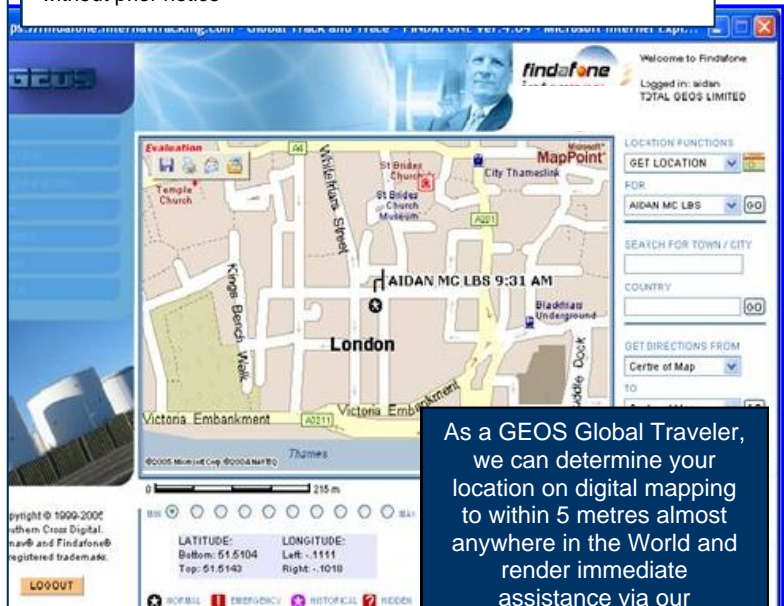 without prior notice
ps://findafone.internavtracking.com - Global Track and Trace - FINDAFONE Ver.4.04 - Microsoft Internet Expl...
GEOS
findafone
Welcome to Findafone
Logged in: aidan
TOTAL GEOS LIMITED
Evaluation
A4
Whitefriars Street
St Brides
Church
City Thameslink
Microsoft®
MapPoint®
Temple
Church
St Brides
Church
Museum
A201
Kings Bench Walk
AIDAN MC LBS 9:31 AM
Blackfriars
Underground
London
Puddle Dock
Victoria Embankment
A3211
Victoria Embankment
Thames
©2005 Microsoft Corp ©2004 NavTEQ
LOCATION FUNCTIONS
GET LOCATION
FOR
AIDAN MC LBS
GO
SEARCH FOR TOWN / CITY
COUNTRY
GO
GET DIRECTIONS FROM
Centre of Map
TO
0
215 m
MIN
MAX
LATITUDE:
LONGITUDE:
Bottom: 51.5104
Left: -.1111
Top: 51.5143
Right: -.1018
NORMAL
EMERGENCY
HISTORICAL
HIDDEN
pyright © 1999-2005
uthern Cross Digital.
nav® and Findafone®
registered trademark.
LOGOUT
As a GEOS Global Traveler,
we can determine your
location on digital mapping
to within 5 metres almost
anywhere in the World and
render immediate
assistance via our